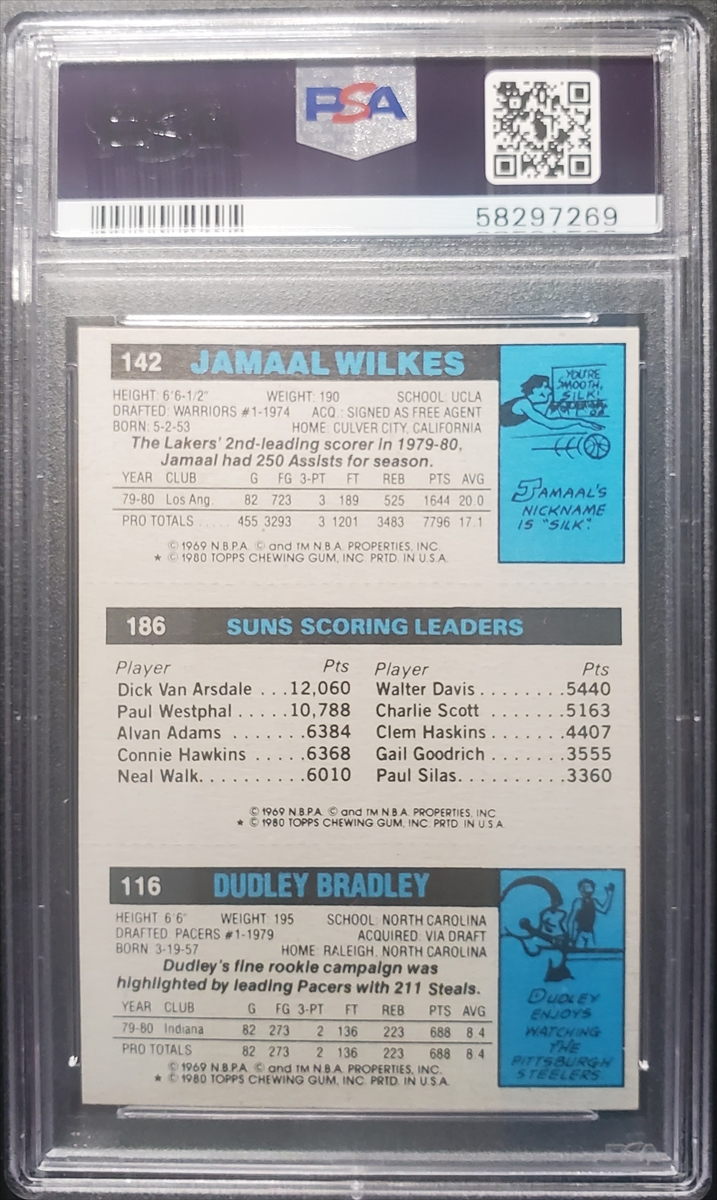 PSA
58297269
142 JAMAAL WILKES
HEIGHT: 6'6-1/2" WEIGHT: 190 SCHOOL: UCLA
DRAFTED: WARRIORS #1-1974 ACQ.: SIGNED AS FREE AGENT
BORN: 5-2-53 HOME: CULVER CITY, CALIFORNIA
The Lakers' 2nd-leading scorer in 1979-80,
Jamaal had 250 Assists for season.
YEAR CLUB G FG 3-PT FT REB PTS AVG
79-80 Los Ang. 82 723 3 189 525 1644 20.0
PRO TOTALS ..... 455 3293 3 1201 3483 7796 17.1
© 1969 N.B.P.A. © and TM N.B.A. PROPERTIES, INC.
★ © 1980 TOPPS CHEWING GUM, INC. PRTD. IN U.S.A.
YOU'RE
SMOOTH,
SILK!
JAMAAL'S
NICKNAME
IS "SILK".
186 SUNS SCORING LEADERS
Player Pts Player Pts
Dick Van Arsdale ...12,060 Walter Davis.........5440
Paul Westphal .....10,788 Charlie Scott .......5163
Alvan Adams .......6384 Clem Haskins.......4407
Connie Hawkins .....6368 Gail Goodrich.......3555
Neal Walk..........6010 Paul Silas..........3360
© 1969 N.B.P.A. © and TM N.B.A. PROPERTIES, INC.
★ © 1980 TOPPS CHEWING GUM, INC. PRTD. IN U.S.A.
116 DUDLEY BRADLEY
HEIGHT: 6'6" WEIGHT: 195 SCHOOL: NORTH CAROLINA
DRAFTED: PACERS #1-1979 ACQUIRED: VIA DRAFT
BORN: 3-19-57 HOME: RALEIGH, NORTH CAROLINA
Dudley's fine rookie campaign was
highlighted by leading Pacers with 211 Steals.
YEAR CLUB G FG 3-PT FT REB PTS AVG
79-80 Indiana 82 273 2 136 223 688 8.4
PRO TOTALS 82 273 2 136 223 688 8.4
© 1969 N.B.P.A. © and TM N.B.A. PROPERTIES, INC.
★ © 1980 TOPPS CHEWING GUM, INC. PRTD. IN U.S.A.
DUDLEY
ENJOYS
WATCHING
THE
PITTSBURGH
STEELERS
PSA